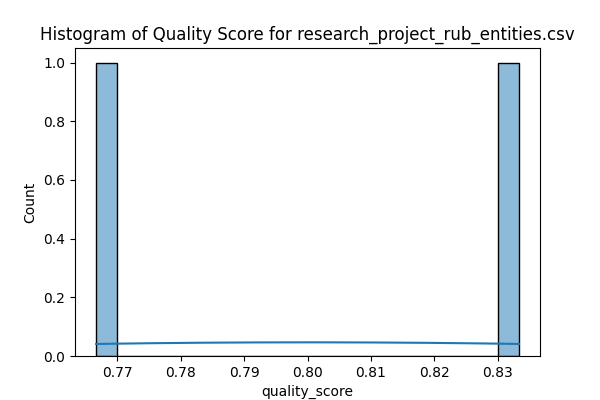 Histogram of Quality Score for research_project_rub_entities.csv
1.0
0.8
0.6
0.4
0.2
0.0
Count
0.77 0.78 0.79 0.80 0.81 0.82 0.83
quality_score